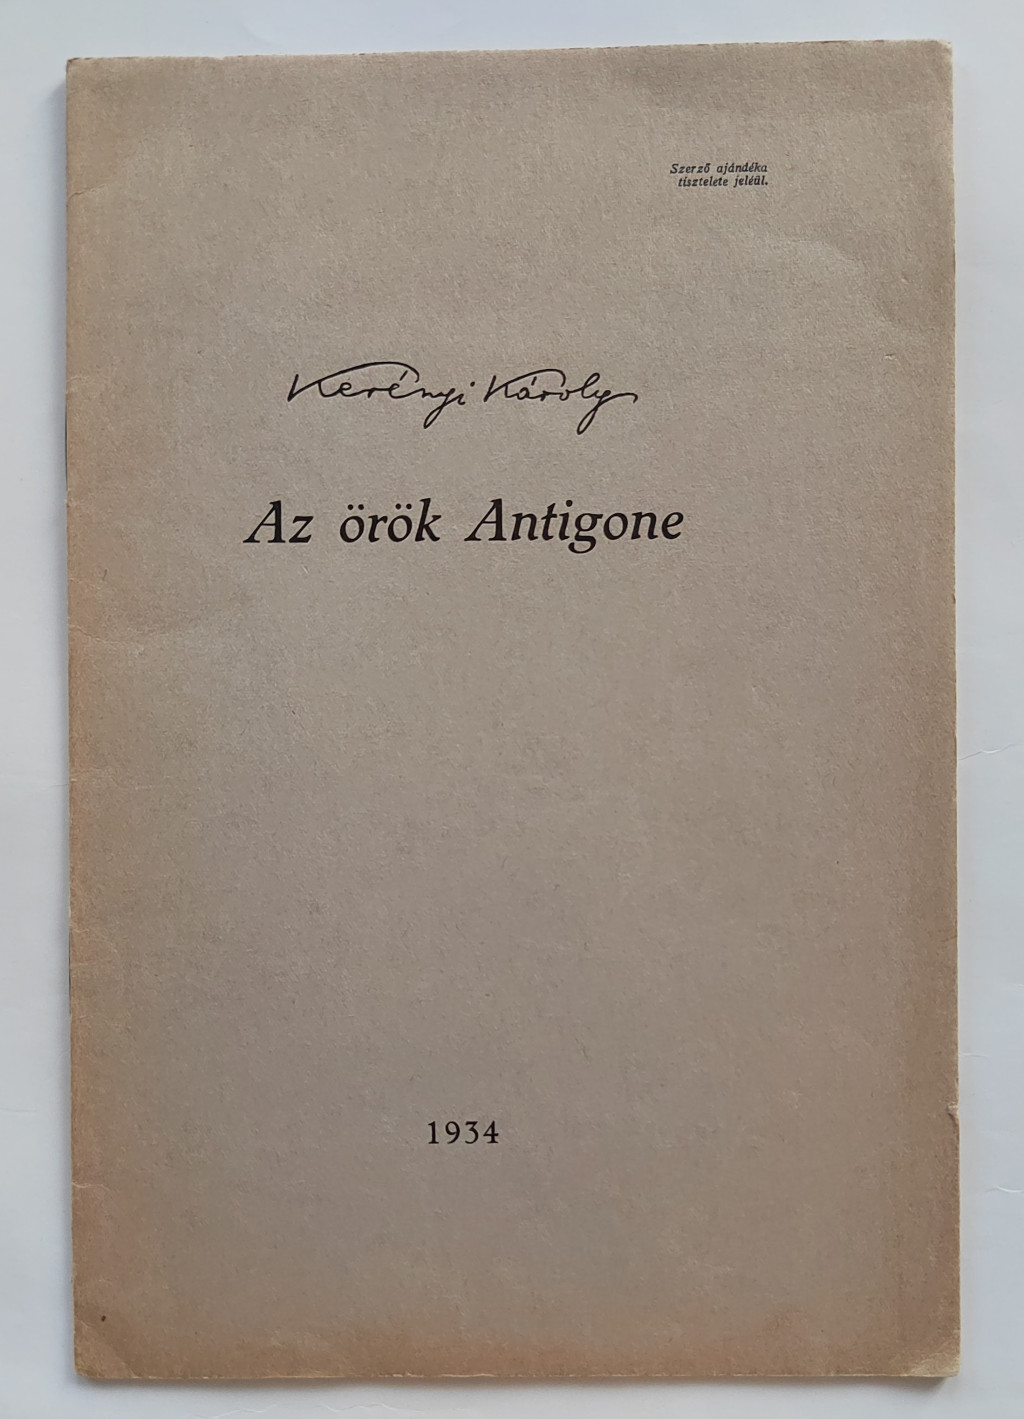 Szerző ajándéka
tisztelete jeléül.
Kerényi Károly
Az örök Antigone
1934